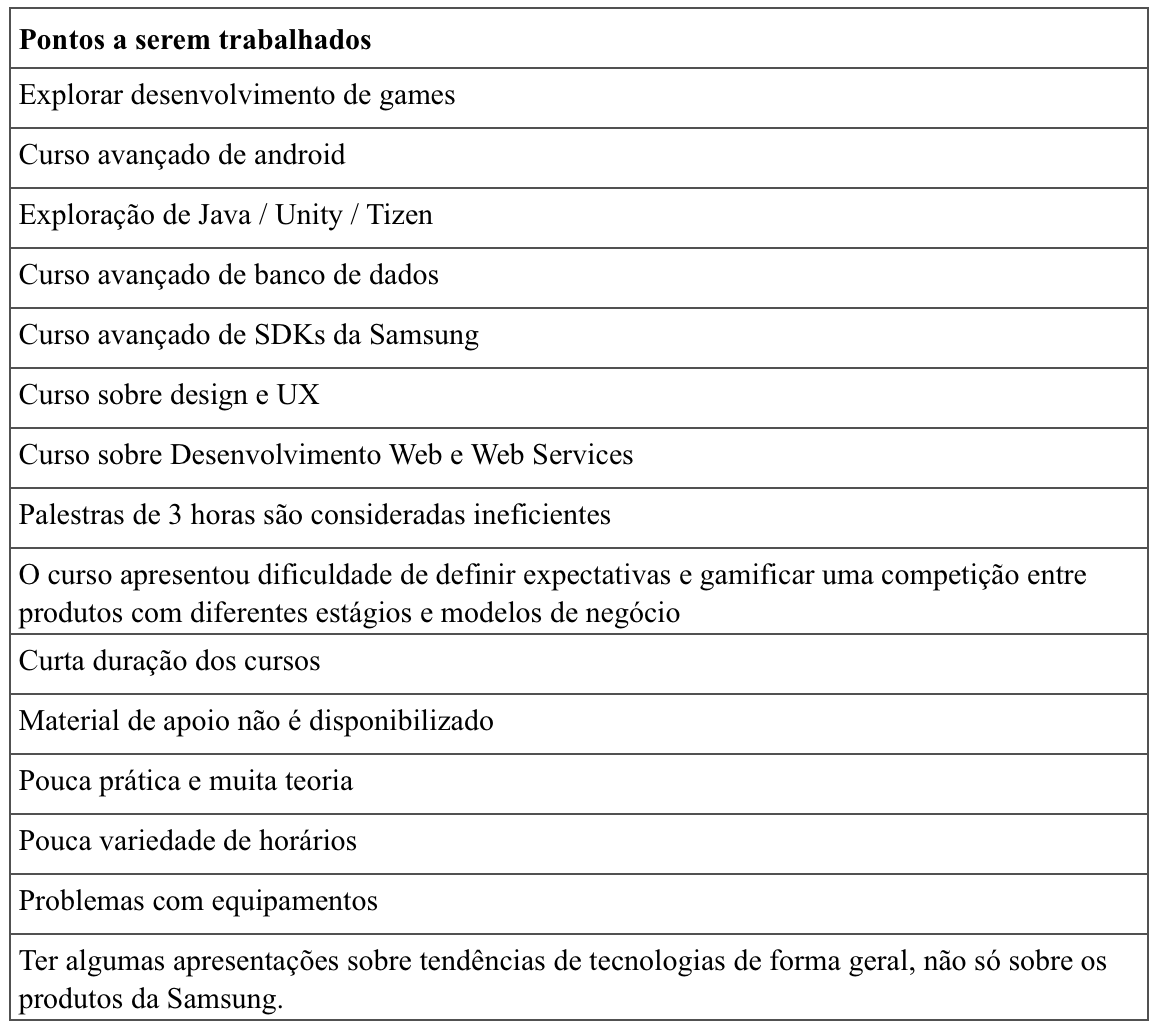 Pontos a serem trabalhados
Explorar desenvolvimento de games
Curso avançado de android
Exploração de Java / Unity / Tizen
Curso avançado de banco de dados
Curso avançado de SDKs da Samsung
Curso sobre design e UX
Curso sobre Desenvolvimento Web e Web Services
Palestras de 3 horas são consideradas ineficientes
O curso apresentou dificuldade de definir expectativas e gamificar uma competição entre
produtos com diferentes estágios e modelos de negócio
Curta duração dos cursos
Material de apoio não é disponibilizado
Pouca prática e muita teoria
Pouca variedade de horários
Problemas com equipamentos
Ter algumas apresentações sobre tendências de tecnologias de forma geral, não só sobre os
produtos da Samsung.